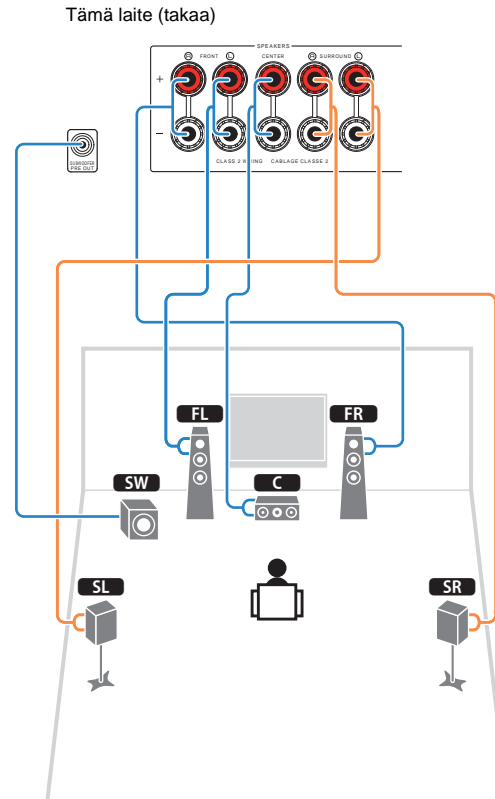 Tämä laite (takaa)
SPEAKERS
R FRONT L CENTER R SURROUND L
+
−
SUBWOOFER
PRE OUT
CLASS 2 WIRING CABLAGE CLASSE 2
FL FR
SW C
SL SR